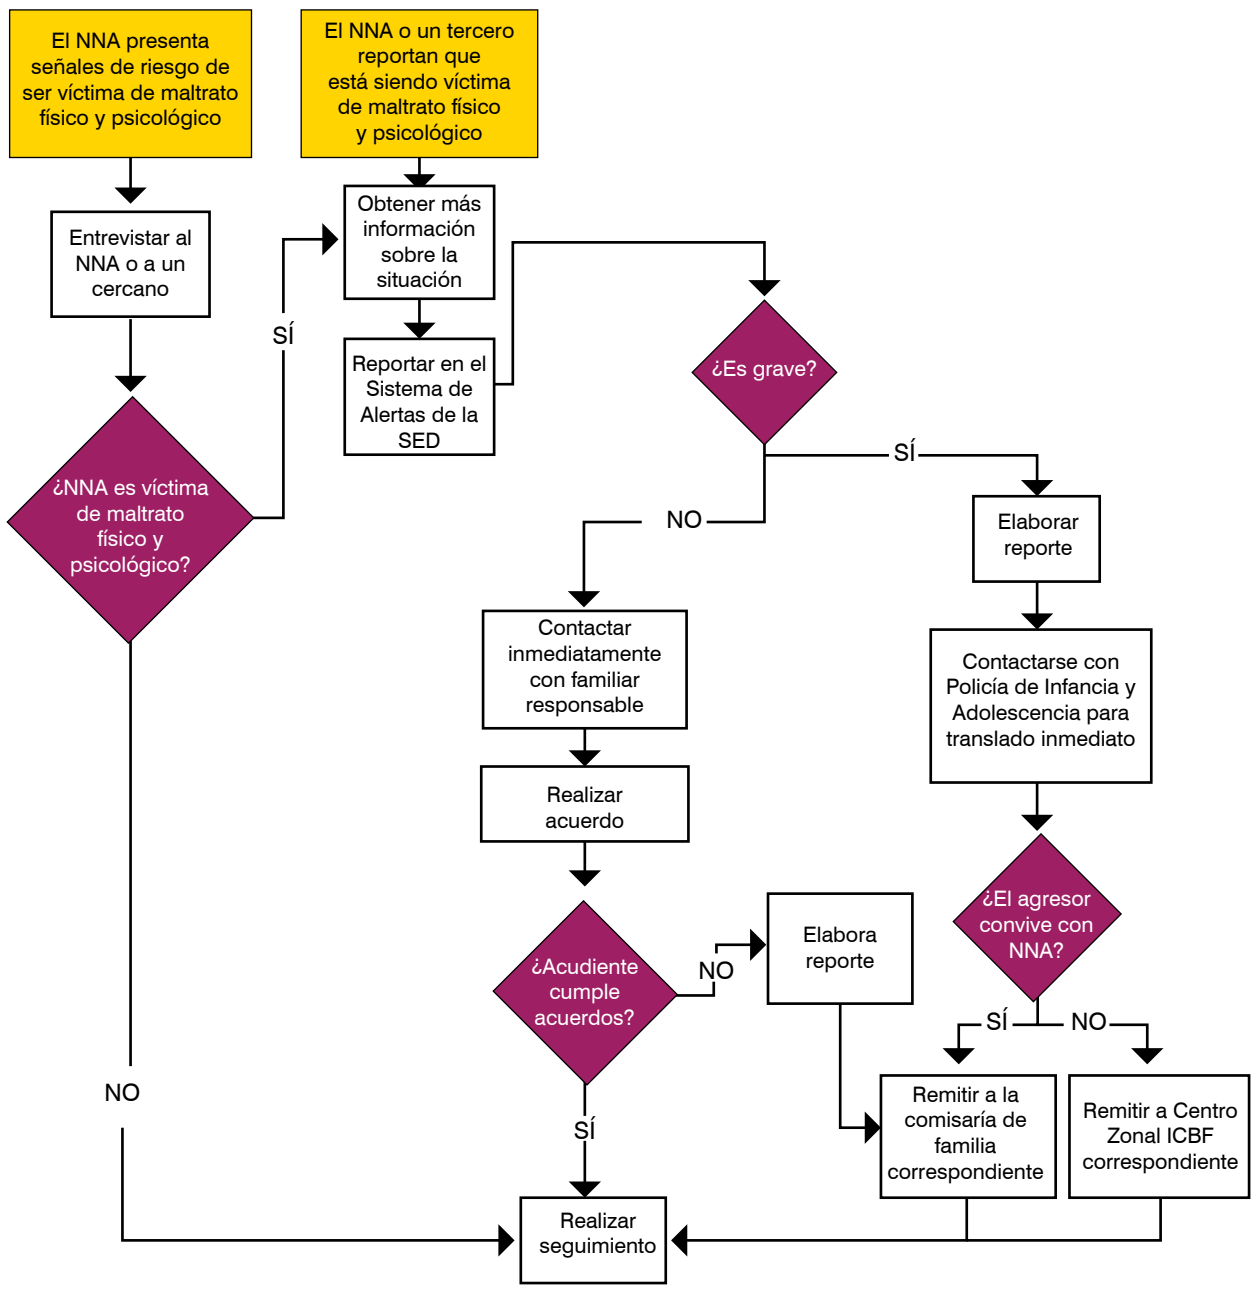 El NNA presenta
señales de riesgo de
ser víctima de maltrato
físico y psicológico
El NNA o un tercero
reportan que
está siendo víctima
de maltrato físico
y psicológico
Entrevistar al
NNA o a un
cercano
Obtener más
información
sobre la
situación
SÍ
Reportar en el
Sistema de
Alertas de la
SED
¿Es grave?
¿NNA es víctima
de maltrato
físico y
psicológico?
SÍ
NO
Elaborar
reporte
Contactar
inmediatamente
con familiar
responsable
Contactarse con
Policía de Infancia y
Adolescencia para
translado inmediato
Realizar
acuerdo
¿El agresor
convive con
NNA?
¿Acudiente
cumple
acuerdos?
NO
Elabora
reporte
SÍ
NO
NO
SÍ
Remitir a la
comisaría de
familia
correspondiente
Remitir a Centro
Zonal ICBF
correspondiente
Realizar
seguimiento